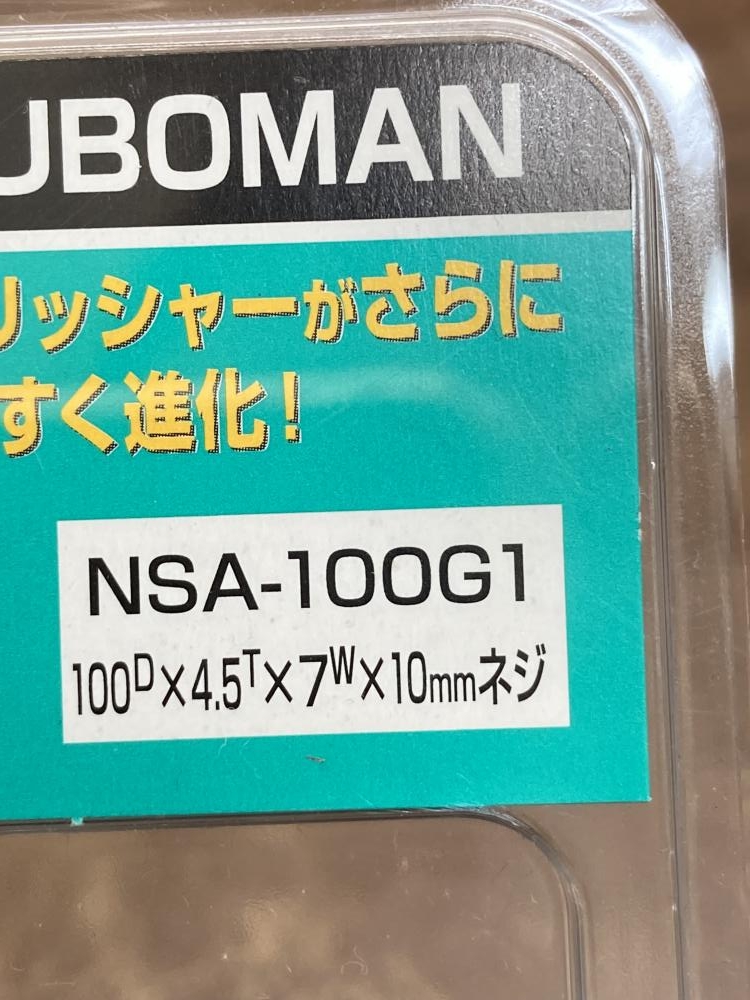 UBOMAN
リッシャーがさらに
すく進化!
NSA-100G1
100D×4.5T×7W×10mmネジ